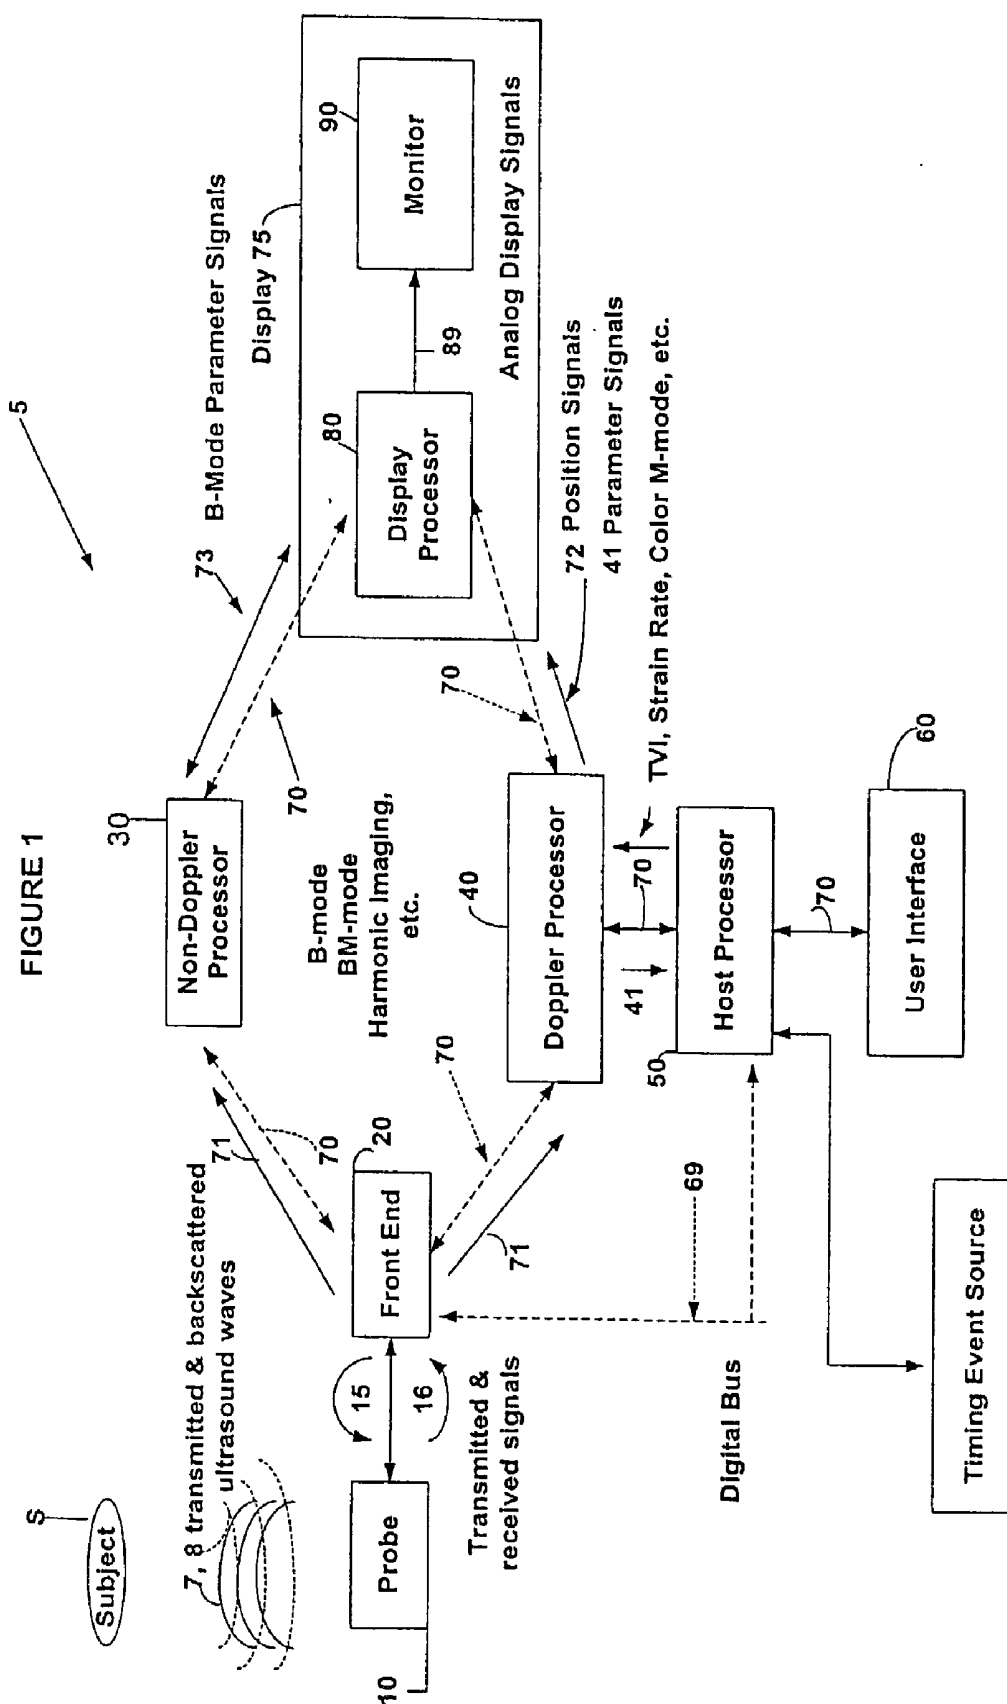 FIGURE 1
5
S
Subject
7, 8 transmitted & backscattered
ultrasound waves
10
Probe
15
16
Transmitted &
received signals
20
Front End
71
70
71
70
30
Non-Doppler
Processor
B-mode
BM-mode
Harmonic Imaging,
etc.
70
73
B-Mode Parameter Signals
Display 75
80
Display
Processor
89
90
Monitor
Analog Display Signals
70
72 Position Signals
41 Parameter Signals
TVI, Strain Rate, Color M-mode, etc.
40
Doppler Processor
41
70
50
Host Processor
70
60
User Interface
69
Digital Bus
Timing Event Source